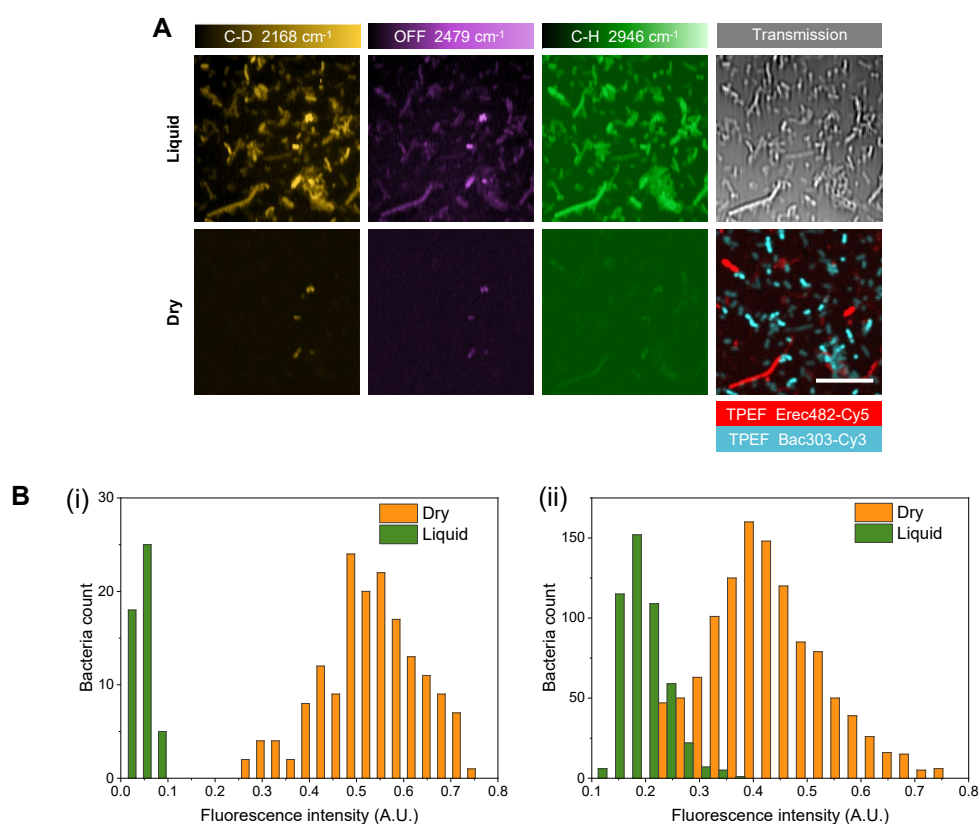 A
C-D 2168 cm⁻¹
OFF 2479 cm⁻¹
C-H 2946 cm⁻¹
Transmission
Liquid
Dry
TPEF Erec482-Cy5
TPEF Bac303-Cy3
B
(i)
30
20
10
0
Bacteria count
Dry
Liquid
0.0 0.1 0.2 0.3 0.4 0.5 0.6 0.7 0.8
Fluorescence intensity (A.U.)
(ii)
150
100
50
0
Bacteria count
Dry
Liquid
0.1 0.2 0.3 0.4 0.5 0.6 0.7 0.8
Fluorescence intensity (A.U.)